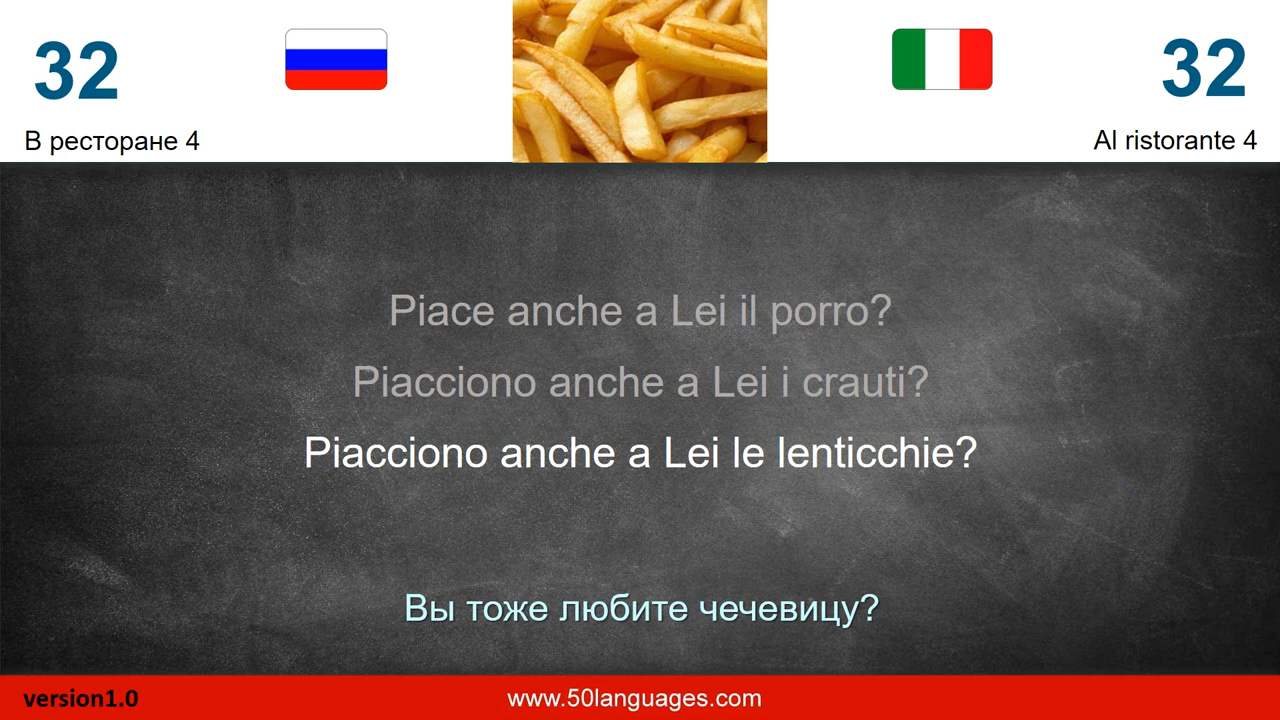 32
32
В ресторане 4
Al ristorante 4
Piace anche a Lei il porro?
Piacciono anche a Lei i crauti?
Piacciono anche a Lei le lenticchie?
Вы тоже любите чечевицу?
version1.0
www.50languages.com